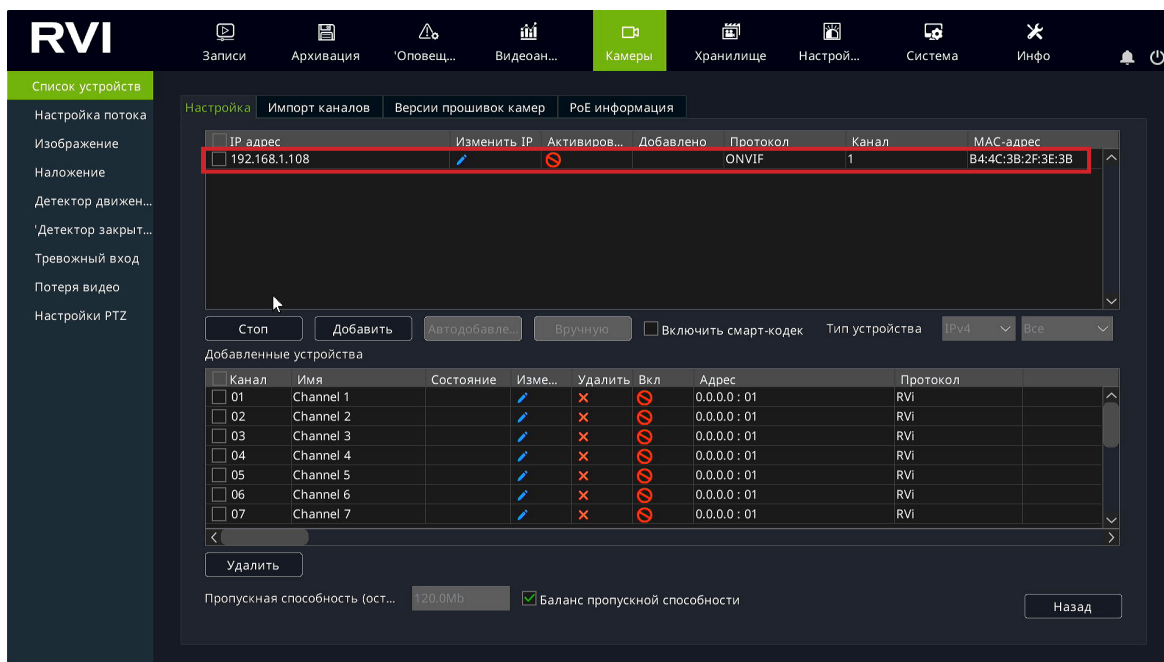 RVI
Записи Архивация 'Оповещ... Видеоан... Камеры Хранилище Настрой... Система Инфо
Список устройств
Настройка потока
Изображение
Наложение
Детектор движен...
'Детектор закрыт...
Тревожный вход
Потеря видео
Настройки PTZ
Настройка Импорт каналов Версии прошивок камер PoE информация
IP адрес Изменить IP Активиров... Добавлено Протокол Канал MAC-адрес
192.168.1.108 ONVIF 1 B4:4C:3B:2F:3E:3B
Стоп Добавить Автодобавле... Вручную Включить смарт-кодек Тип устройства IPv4 Все
Добавленные устройства
Канал Имя Состояние Изме... Удалить Вкл Адрес Протокол
01 Channel 1 0.0.0.0 : 01 RVi
02 Channel 2 0.0.0.0 : 01 RVi
03 Channel 3 0.0.0.0 : 01 RVi
04 Channel 4 0.0.0.0 : 01 RVi
05 Channel 5 0.0.0.0 : 01 RVi
06 Channel 6 0.0.0.0 : 01 RVi
07 Channel 7 0.0.0.0 : 01 RVi
Удалить
Пропускная способность (ост... 120.0Mb Баланс пропускной способности
Назад